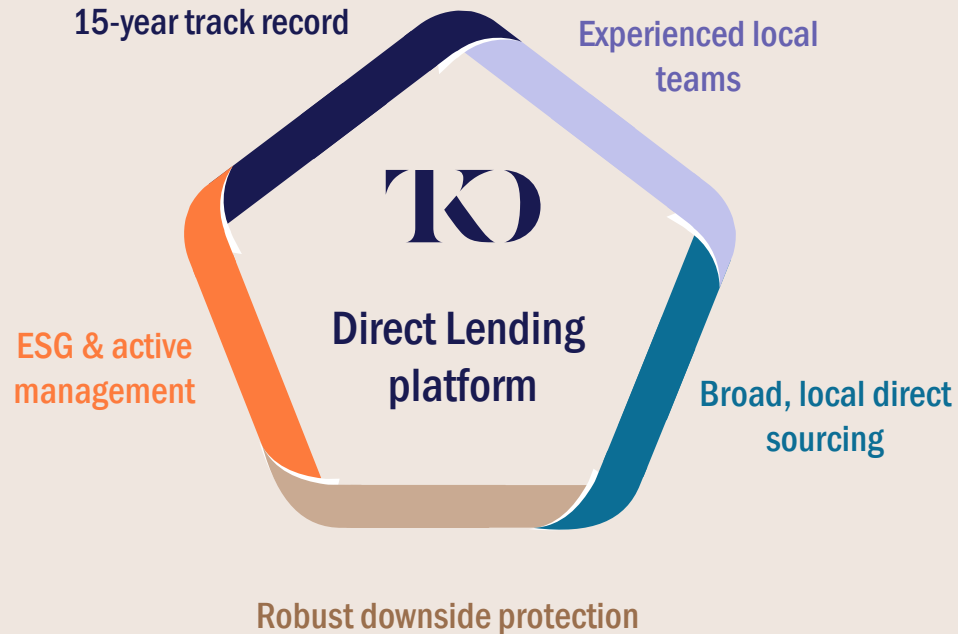 15-year track record
Experienced local
teams
TKO
Direct Lending
platform
ESG & active
management
Broad, local direct
sourcing
Robust downside protection